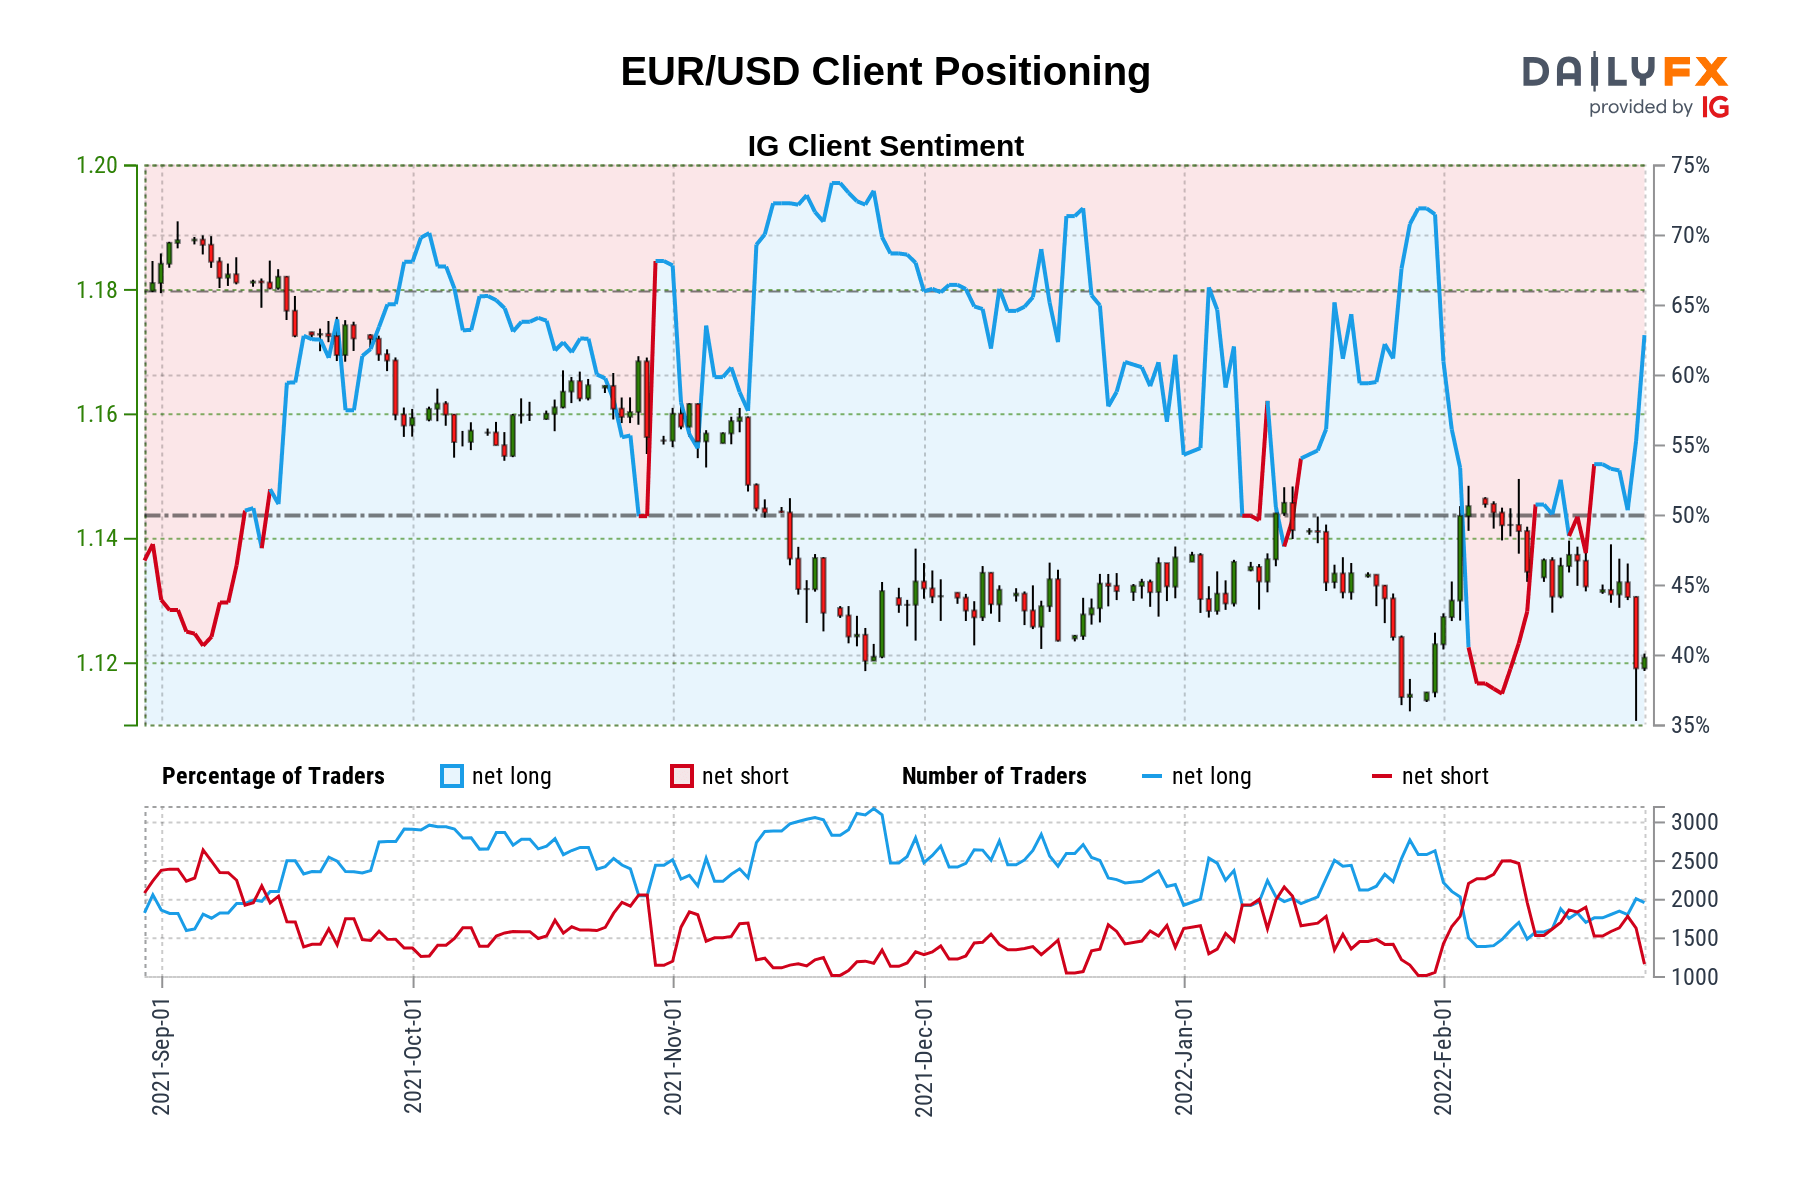 EUR/USD Client Positioning
DAILYFX
provided by IG
IG Client Sentiment
1.20
1.18
1.16
1.14
1.12
75%
70%
65%
60%
55%
50%
45%
40%
35%
Percentage of Traders
net long
net short
Number of Traders
net long
net short
3000
2500
2000
1500
1000
2021-Sep-01
2021-Oct-01
2021-Nov-01
2021-Dec-01
2022-Jan-01
2022-Feb-01